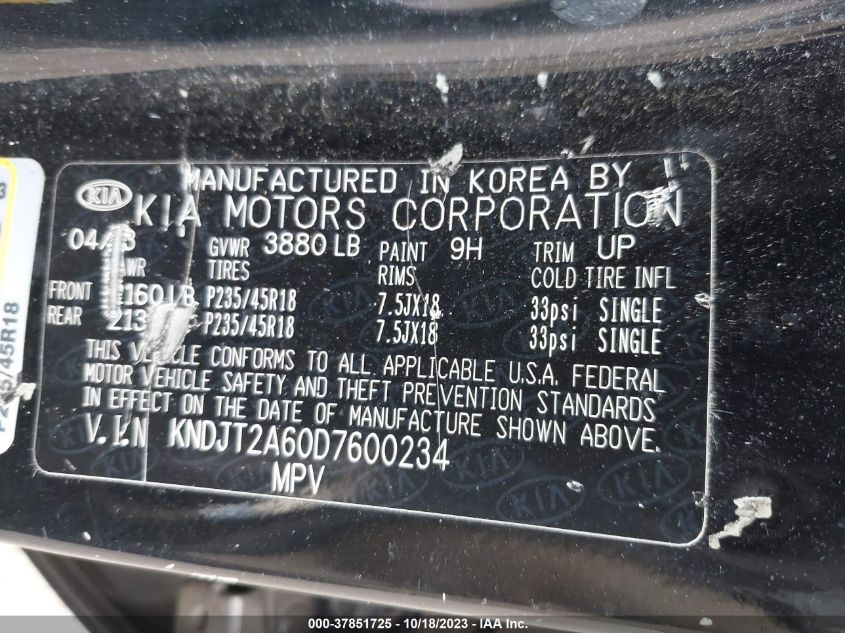 MANUFACTURED IN KOREA BY
KIA KIA MOTORS CORPORATION
GVWR 3880 LB PAINT 9H TRIM UP
TIRES RIMS COLD TIRE INFL
FRONT P235/45R18 7.5JX18 33psi SINGLE
REAR P235/45R18 7.5JX18 33psi SINGLE
THIS VEHICLE CONFORMS TO ALL APPLICABLE U.S.A. FEDERAL
MOTOR VEHICLE SAFETY AND THEFT PREVENTION STANDARDS
IN EFFECT ON THE DATE OF MANUFACTURE SHOWN ABOVE.
V.I.N KNDJT2A60D7600234
MPV
000-37851725 - 10/18/2023 - IAA Inc.